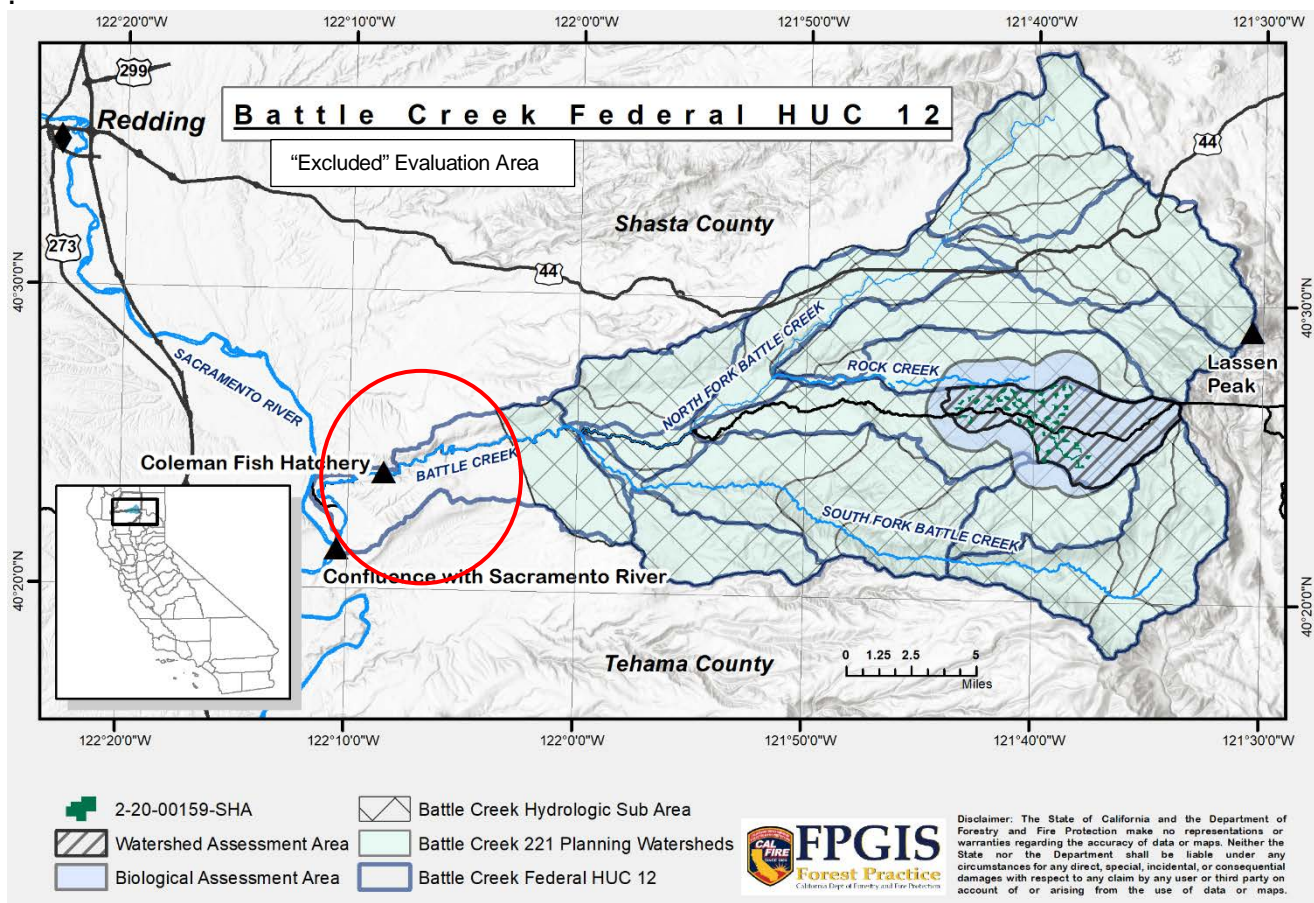 .
122°20'0"W 122°10'0"W 122°0'0"W 121°50'0"W 121°40'0"W 121°30'0"W
299
Redding
Battle Creek Federal HUC 12
“Excluded” Evaluation Area
44
273
Shasta County
44
40°30'0"N
40°30'0"N
SACRAMENTO RIVER
NORTH FORK BATTLE CREEK
ROCK CREEK
Lassen
Peak
Coleman Fish Hatchery
BATTLE CREEK
SOUTH FORK BATTLE CREEK
Confluence with Sacramento River
40°20'0"N
40°20'0"N
Tehama County
0 1.25 2.5 5
Miles
122°20'0"W 122°10'0"W 122°0'0"W 121°50'0"W 121°40'0"W 121°30'0"W
2-20-00159-SHA
Watershed Assessment Area
Biological Assessment Area
Battle Creek Hydrologic Sub Area
Battle Creek 221 Planning Watersheds
Battle Creek Federal HUC 12
CAL
FIRE
FPGIS
Forest Practice
California Dept of Forestry and Fire Protection
Disclaimer: The State of California and the Department of
Forestry and Fire Protection make no representations or
warranties regarding the accuracy of data or maps. Neither the
State nor the Department shall be liable under any
circumstances for any direct, special, incidental, or consequential
damages with respect to any claim by any user or third party on
account of or arising from the use of data or maps.